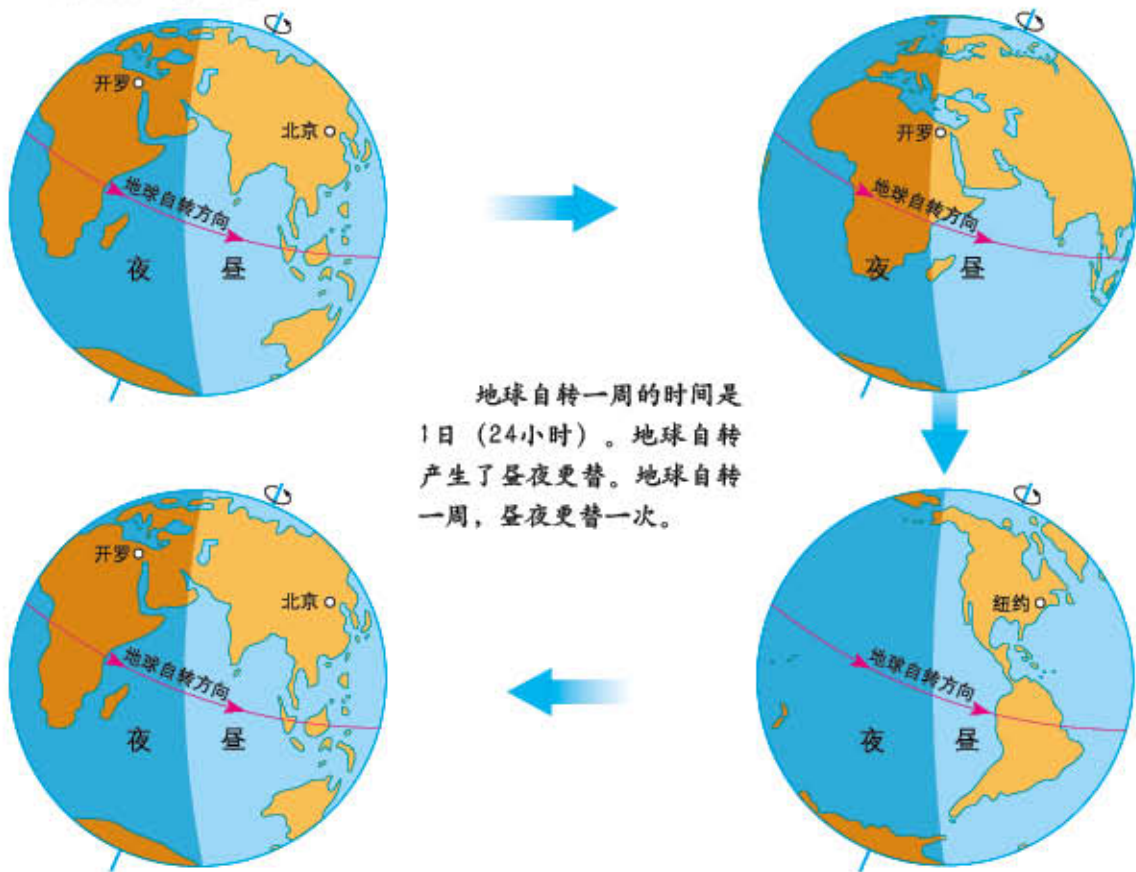 开罗
北京
地球自转方向
夜 昼
开罗
地球自转方向
夜 昼
地球自转一周的时间是
1日（24小时）。地球自转
产生了昼夜更替。地球自转
一周，昼夜更替一次。
开罗
北京
地球自转方向
夜 昼
纽约
地球自转方向
夜 昼